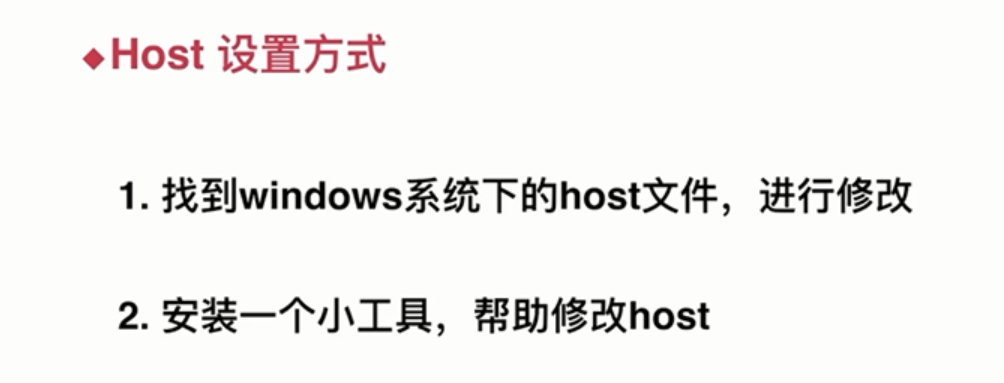 ◆Host 设置方式
1. 找到windows系统下的host文件，进行修改
2. 安装一个小工具，帮助修改host